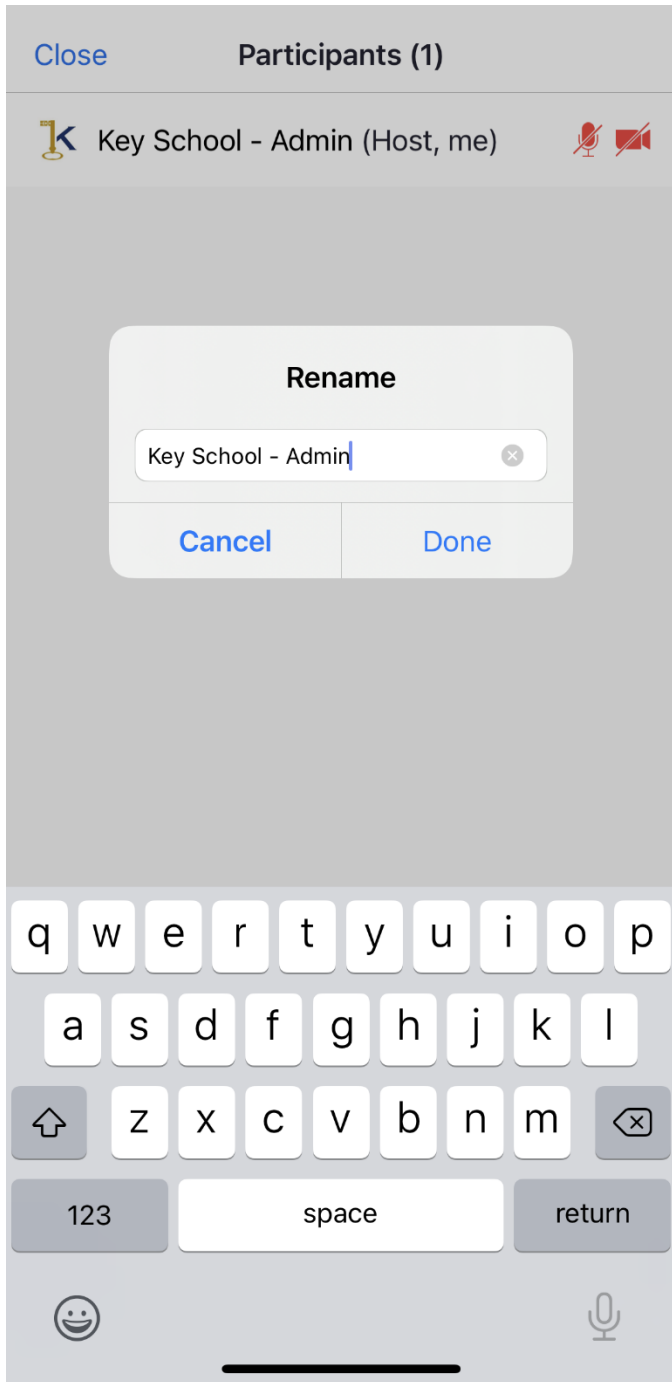 Close Participants (1)
Key School - Admin (Host, me)
Rename
Key School - Admin
Cancel Done
q w e r t y u i o p
a s d f g h j k l
z x c v b n m
123 space return